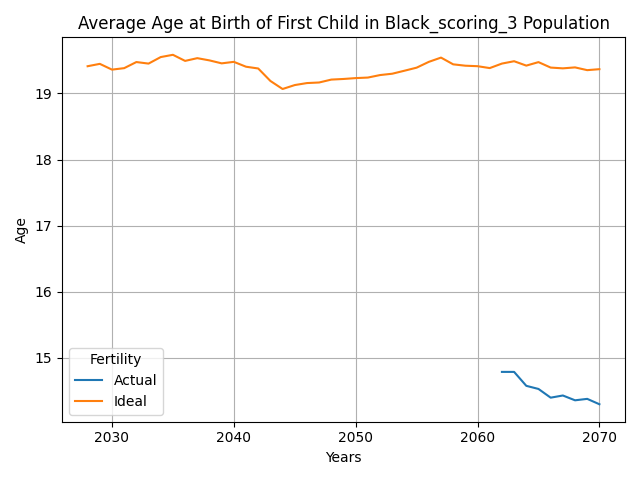 Average Age at Birth of First Child in Black_scoring_3 Population
Age
19
18
17
16
15
Fertility
Actual
Ideal
2030 2040 2050 2060 2070
Years